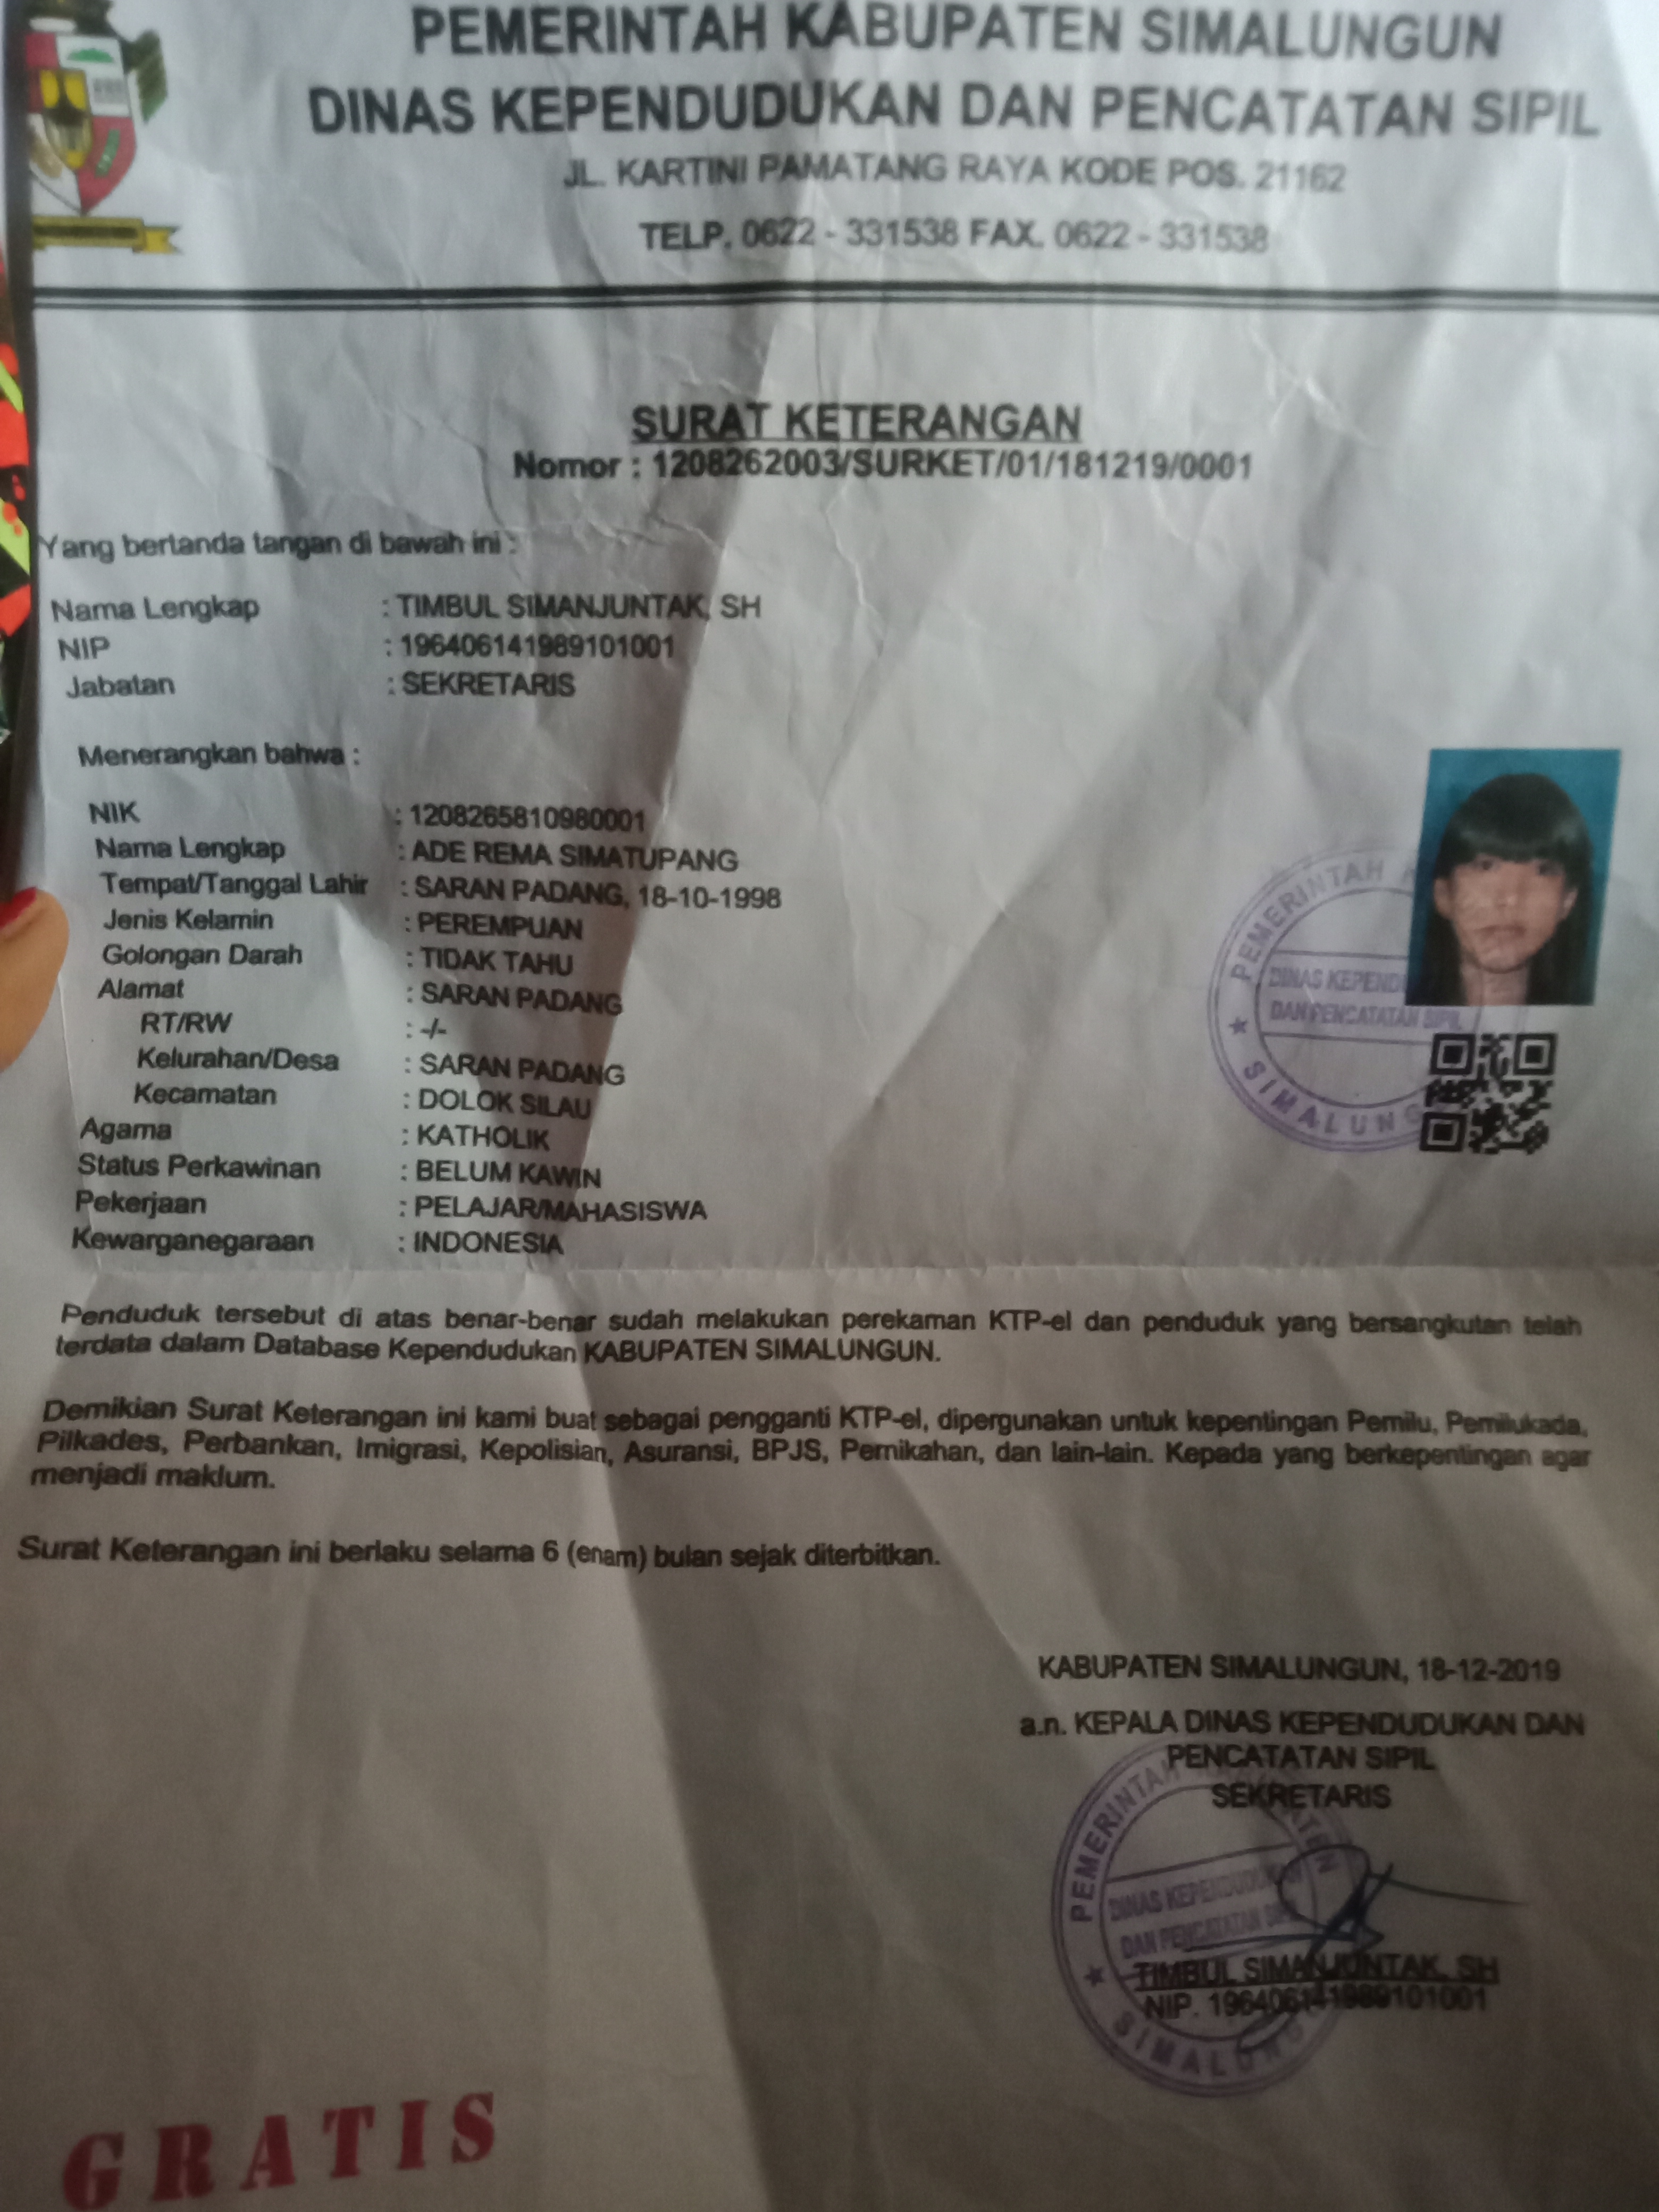 PEMERINTAH KABUPATEN SIMALUNGUN
DINAS KEPENDUDUKAN DAN PENCATATAN SIPIL
JL. KARTINI PAMATANG RAYA KODE POS. 21162
TELP. 0622 - 331538 FAX. 0622 - 331538
SURAT KETERANGAN
Nomor : 1208262003/SURKET/01/181219/0001
Yang bertanda tangan di bawah ini :
Nama Lengkap : TIMBUL SIMANJUNTAK, SH
NIP : 196406141989101001
Jabatan : SEKRETARIS
Menerangkan bahwa :
NIK : 1208265810980001
Nama Lengkap : ADE REMA SIMATUPANG
Tempat/Tanggal Lahir : SARAN PADANG, 18-10-1998
Jenis Kelamin : PEREMPUAN
Golongan Darah : TIDAK TAHU
Alamat : SARAN PADANG
RT/RW : -/-
Kelurahan/Desa : SARAN PADANG
Kecamatan : DOLOK SILAU
Agama : KATHOLIK
Status Perkawinan : BELUM KAWIN
Pekerjaan : PELAJAR/MAHASISWA
Kewarganegaraan : INDONESIA
PEMERINTAH
DINAS KEPEND
DAN PENCATATAN SIPIL
SIMALUNG
Penduduk tersebut di atas benar-benar sudah melakukan perekaman KTP-el dan penduduk yang bersangkutan telah
terdata dalam Database Kependudukan KABUPATEN SIMALUNGUN.
Demikian Surat Keterangan ini kami buat sebagai pengganti KTP-el, dipergunakan untuk kepentingan Pemilu, Pemilukada,
Pilkades, Perbankan, Imigrasi, Kepolisian, Asuransi, BPJS, Pernikahan, dan lain-lain. Kepada yang berkepentingan agar
menjadi maklum.
Surat Keterangan ini berlaku selama 6 (enam) bulan sejak diterbitkan.
KABUPATEN SIMALUNGUN, 18-12-2019
a.n. KEPALA DINAS KEPENDUDUKAN DAN
PENCATATAN SIPIL
SEKRETARIS
PEMERINTAH
DINAS KEPENDUDUKAN
DAN PENCATATAN SIPIL
TIMBUL SIMANJUNTAK, SH
NIP. 196406141989101001
GRATIS